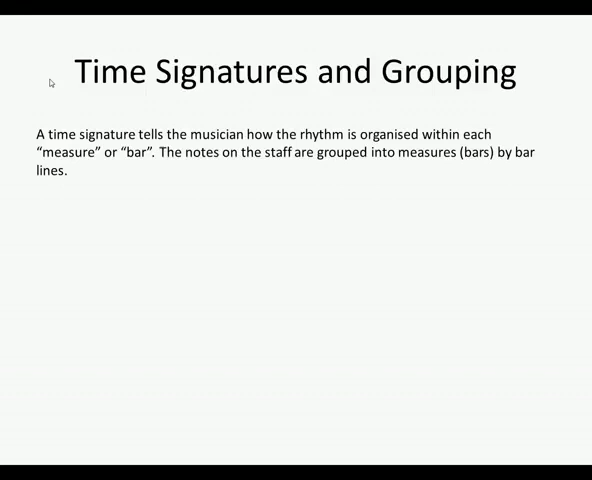 Time Signatures and Grouping
A time signature tells the musician how the rhythm is organised within each
“measure” or “bar”. The notes on the staff are grouped into measures (bars) by bar
lines.